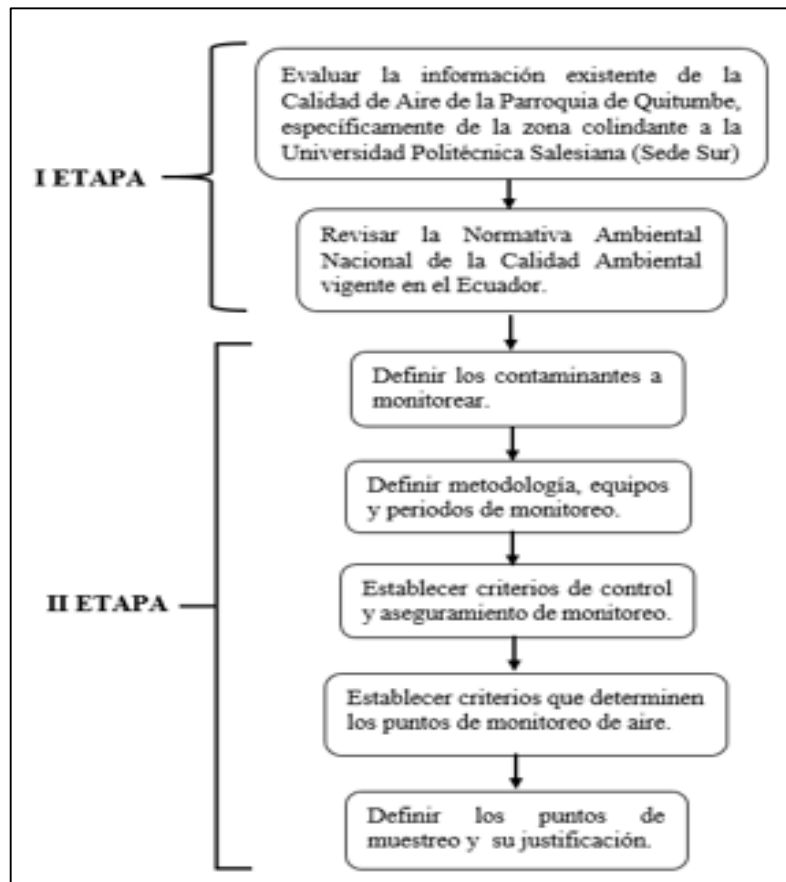 Evaluar la información existente de la
Calidad de Aire de la Parroquia de Quitumbe,
específicamente de la zona colindante a la
Universidad Politécnica Salesiana (Sede Sur)
I ETAPA
Revisar la Normativa Ambiental
Nacional de la Calidad Ambiental
vigente en el Ecuador.
Definir los contaminantes a
monitorear.
Definir metodología, equipos
y periodos de monitoreo.
II ETAPA
Establecer criterios de control
y aseguramiento de monitoreo.
Establecer criterios que determinen
los puntos de monitoreo de aire.
Definir los puntos de
muestreo y su justificación.